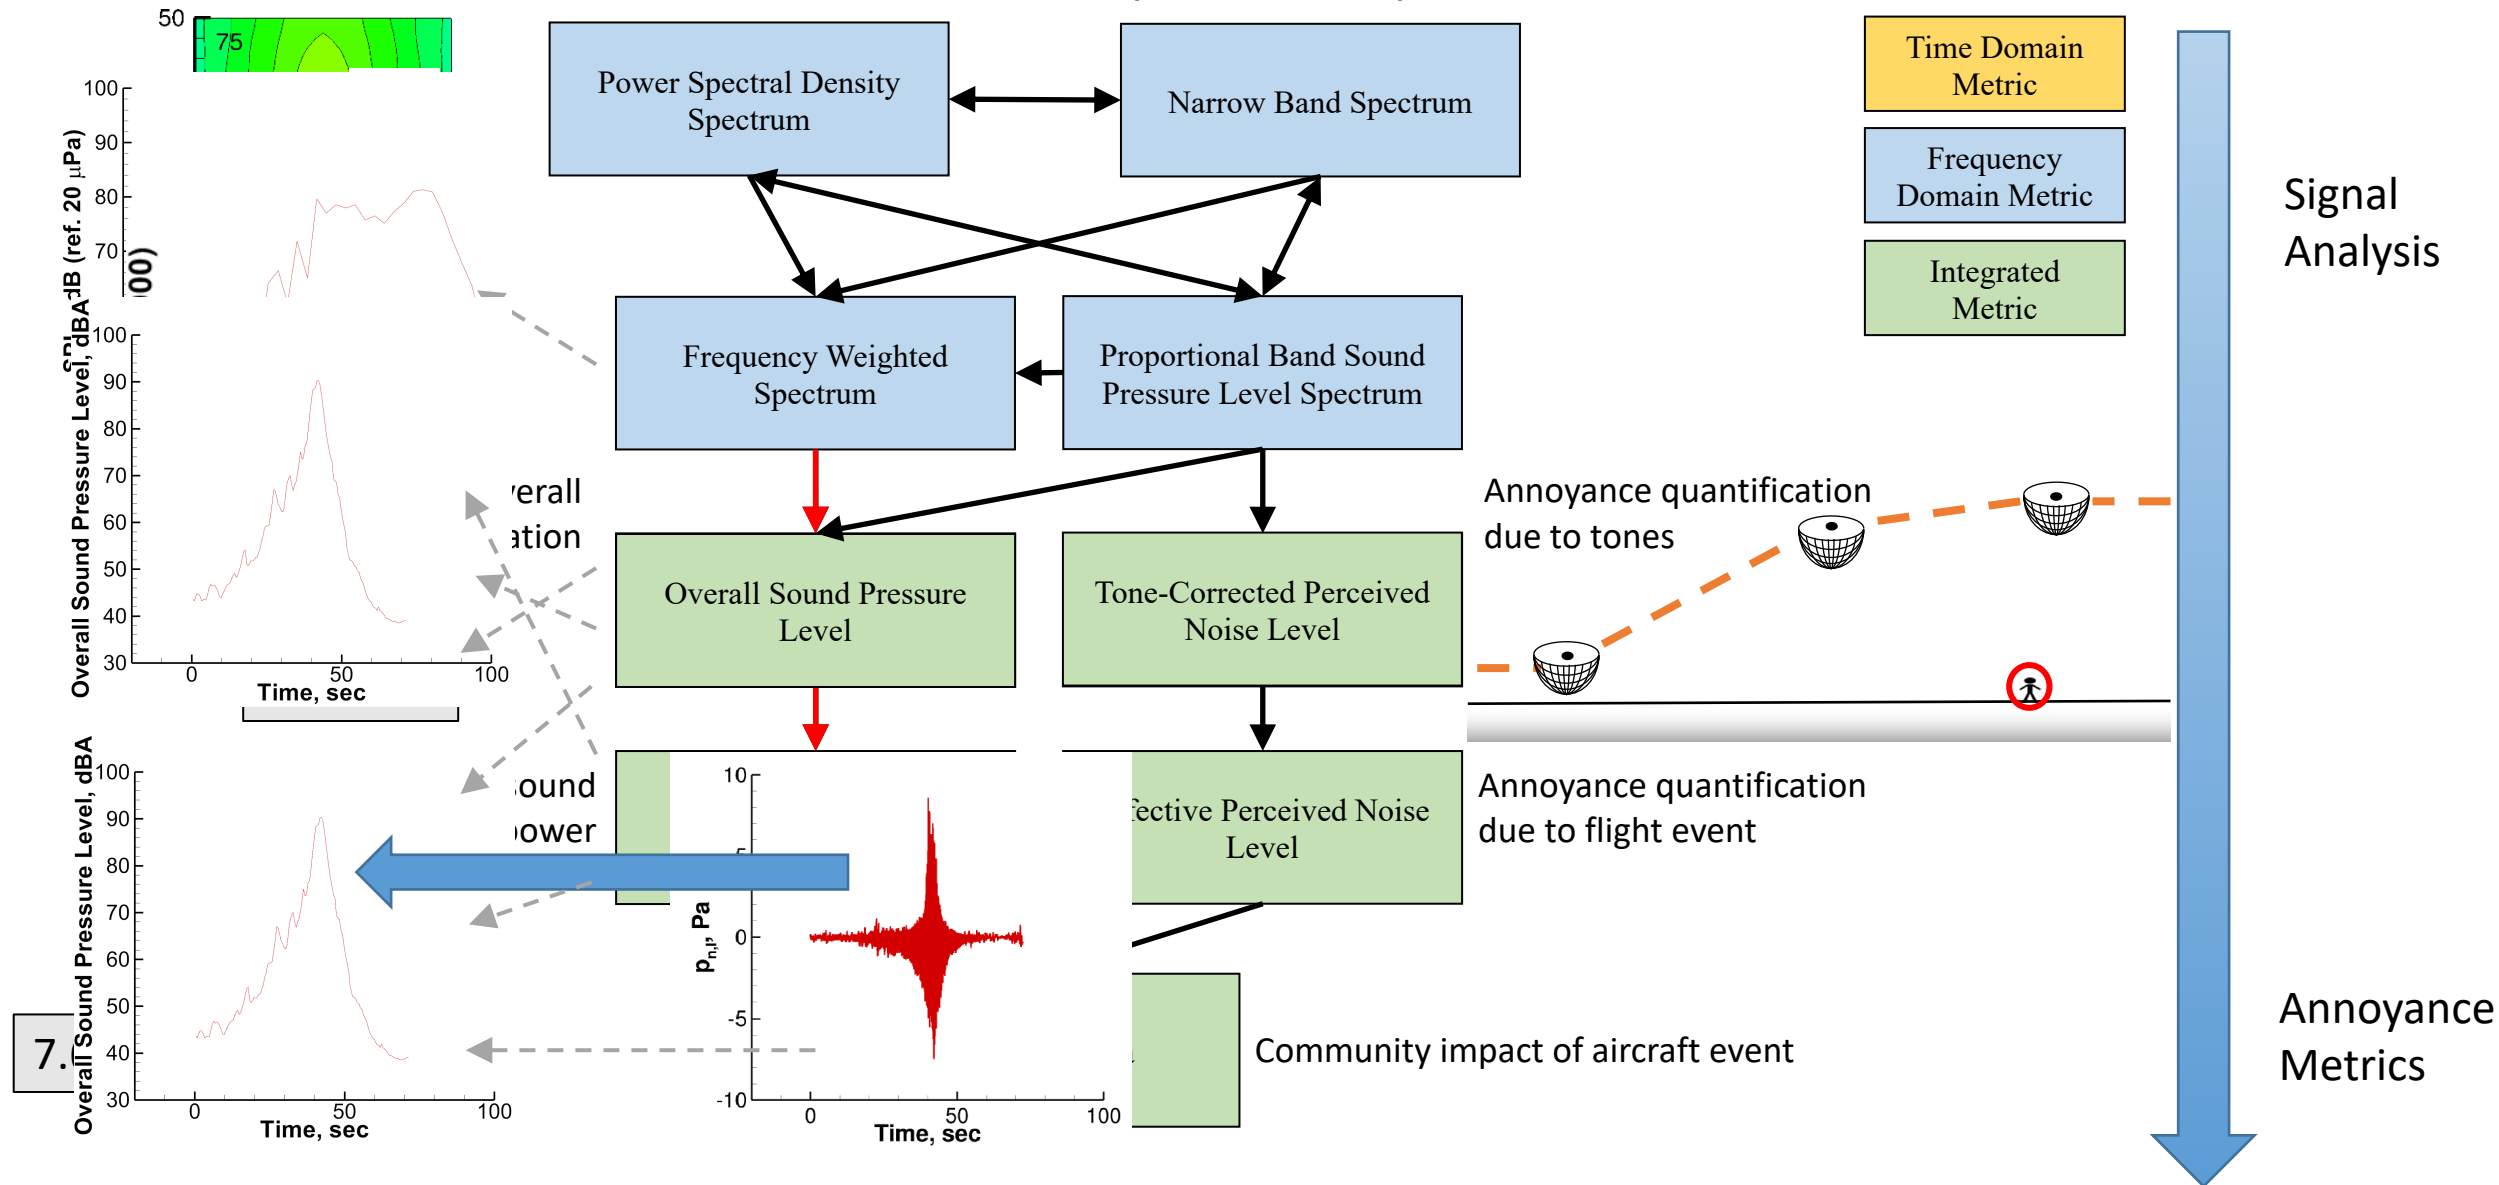 50
75
Power Spectral Density
Spectrum
Narrow Band Spectrum
Time Domain
Metric
Frequency
Domain Metric
Integrated
Metric
Signal
Analysis
100
90
80
70
dB (ref. 20 µPa)
00)
Frequency Weighted
Spectrum
Proportional Band Sound
Pressure Level Spectrum
Overall Sound Pressure Level, dBA
100
90
80
70
60
50
40
30
0
50
100
Time, sec
Overall Sound Pressure
Level
Tone-Corrected Perceived
Noise Level
Annoyance quantification
due to tones
Overall Sound Pressure Level, dBA
100
90
80
70
60
50
40
30
0
50
100
Time, sec
p n,l, Pa
10
0
-5
-10
0
50
100
Time, sec
Perceived Noise
Level
Annoyance quantification
due to flight event
Community impact of aircraft event
Annoyance
Metrics
7.